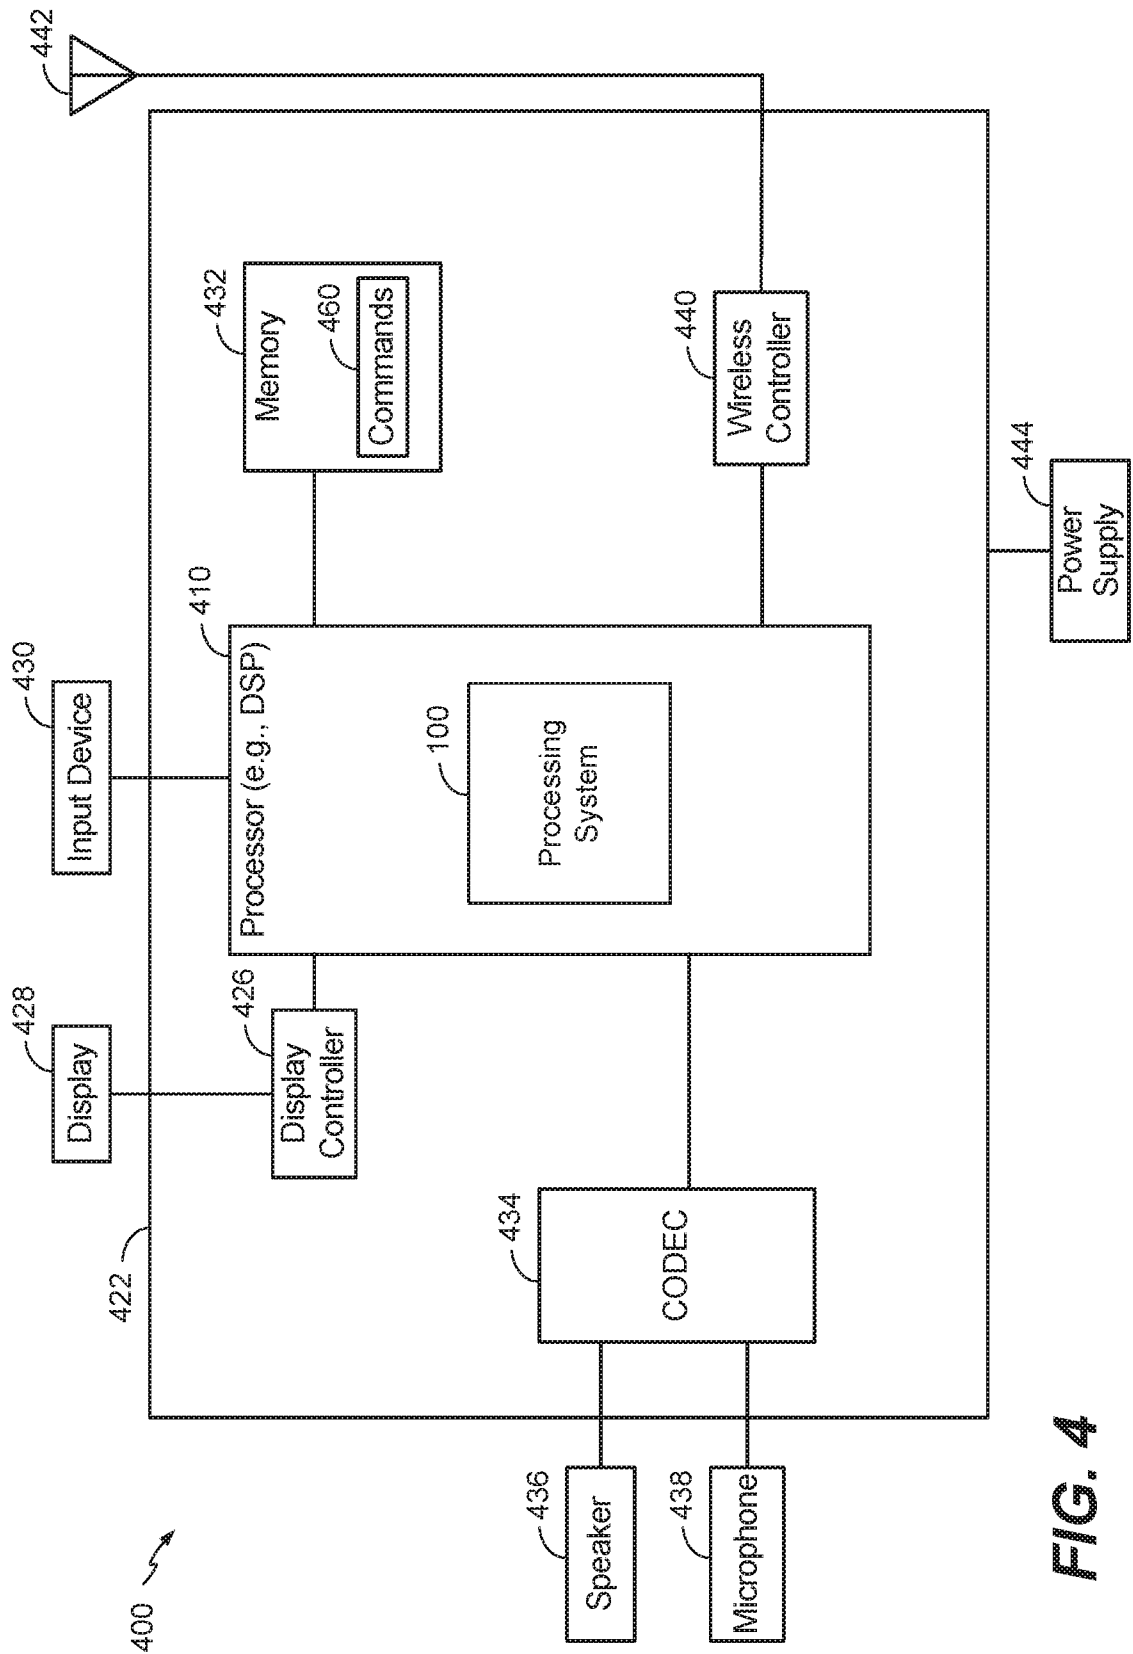 400
422
428
Display
430
Input Device
442
426
Display
Controller
410
Processor (e.g., DSP)
432
Memory
460
Commands
100
Processing
System
434
CODEC
440
Wireless
Controller
436
Speaker
438
Microphone
444
Power
Supply
FIG. 4